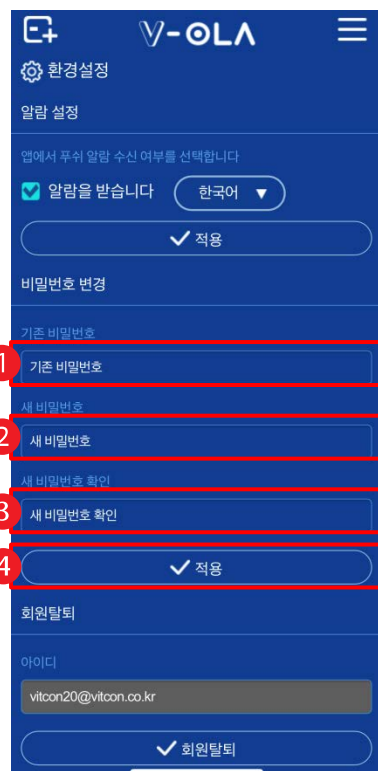 V-OLA
환경설정
알람 설정
앱에서 푸쉬 알람 수신 여부를 선택합니다
알람을 받습니다 한국어 ▼
적용
비밀번호 변경
기존 비밀번호
1 기존 비밀번호
새 비밀번호
2 새 비밀번호
새 비밀번호 확인
3 새 비밀번호 확인
4 적용
회원탈퇴
아이디
vitcon20@vitcon.co.kr
회원탈퇴